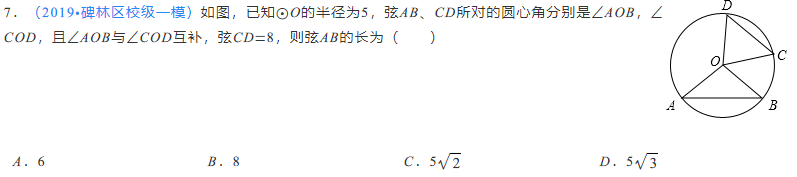 7．（2019•碑林区校级一模）如图，已知⊙O的半径为5，弦AB、CD所对的圆心角分别是∠AOB，∠
COD，且∠AOB与∠COD互补，弦CD=8，则弦AB的长为（　　）
D
C
O
A
B
A．6　B．8　C．5√2　D．5√3